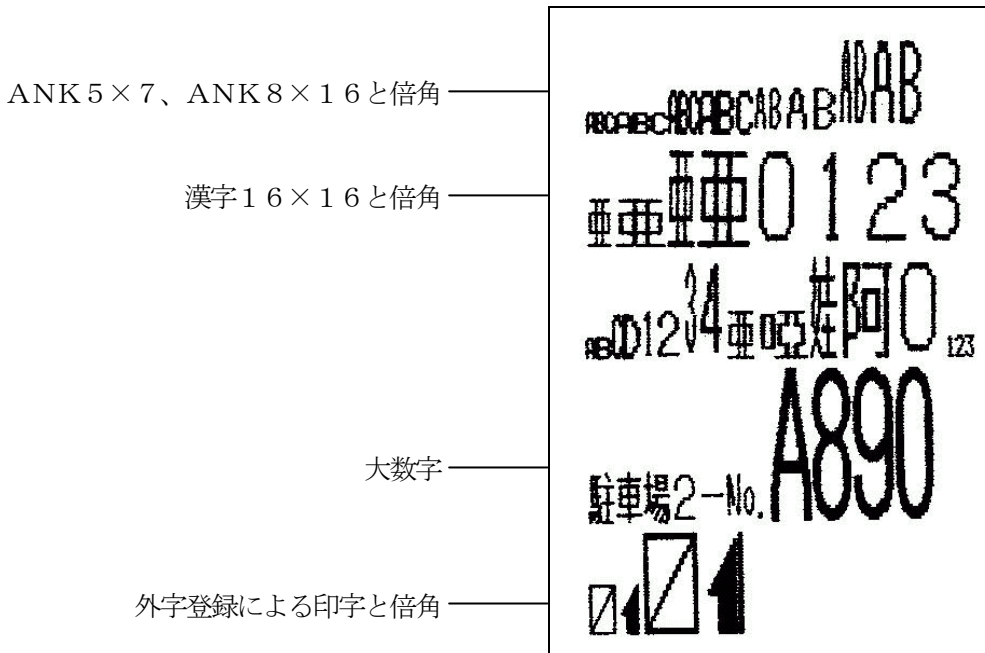 ANK5×7、ANK8×16と倍角
ABCABCABCABCABABABAB
漢字16×16と倍角
亜亜亜亜0123
ABCD1234亜唖娃阿0 123
大数字
駐車場2-No.A890
外字登録による印字と倍角